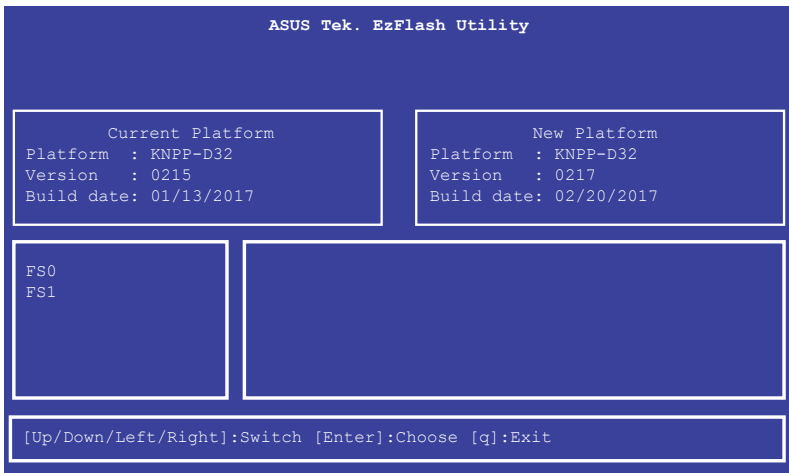 ASUS Tek. EzFlash Utility
Current Platform
Platform : KNPP-D32
Version : 0215
Build date: 01/13/2017
New Platform
Platform : KNPP-D32
Version : 0217
Build date: 02/20/2017
FS0
FS1
[Up/Down/Left/Right]:Switch [Enter]:Choose [q]:Exit